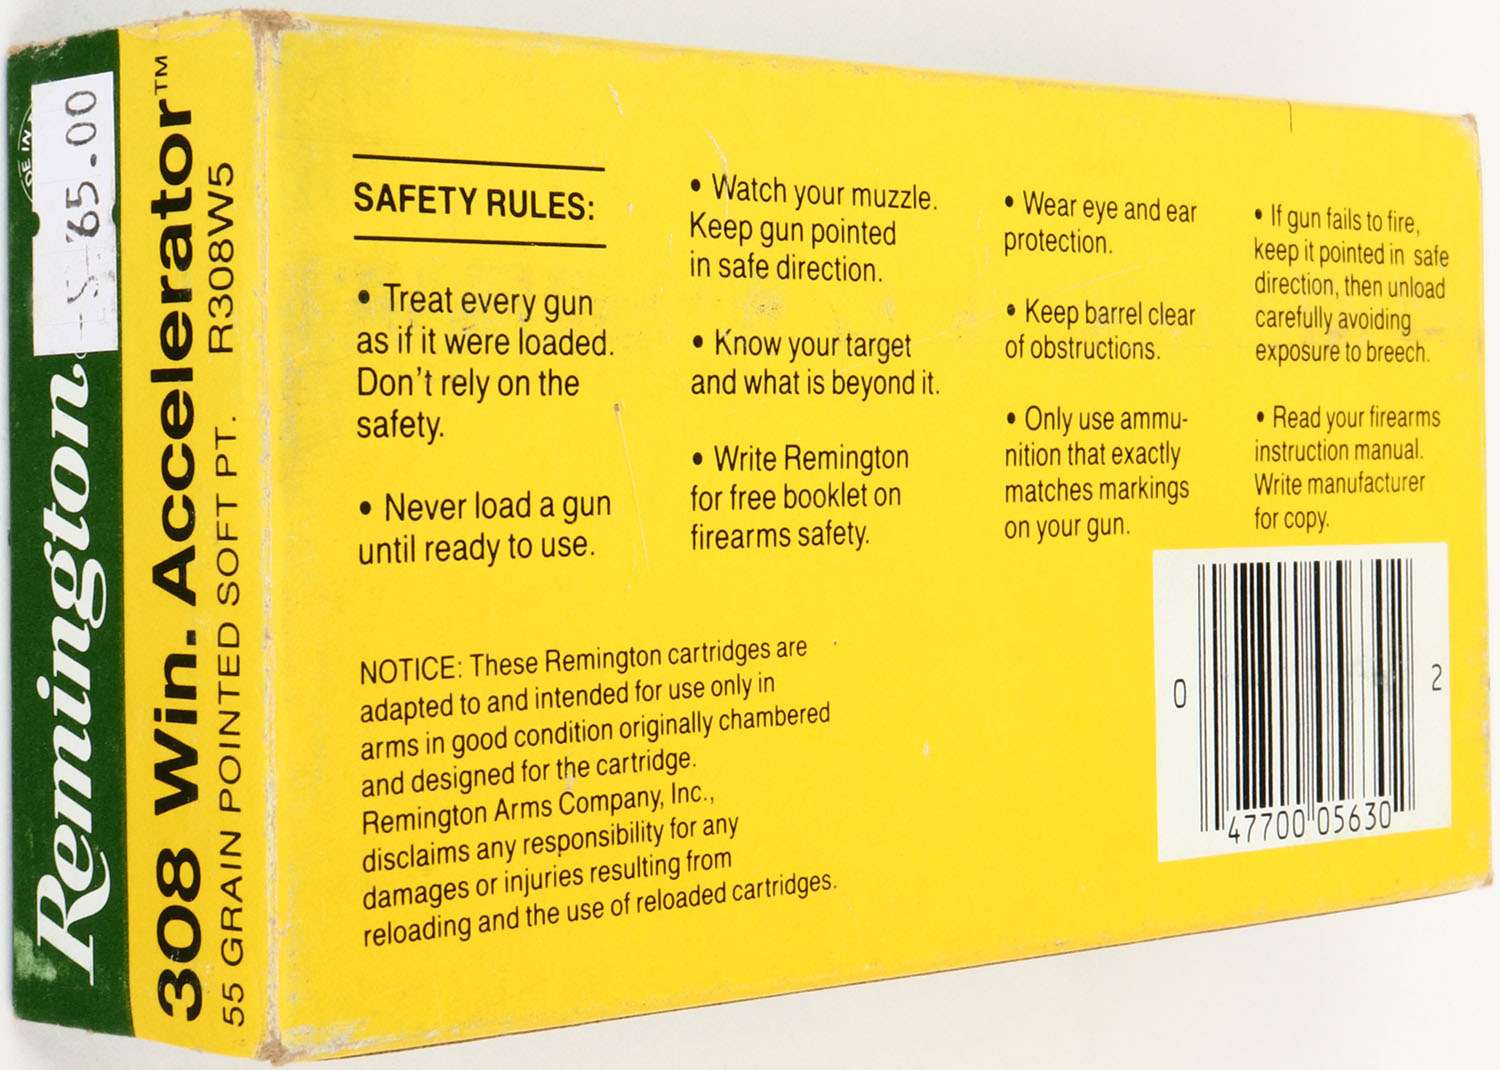 Remington
65.00
308 Win. Accelerator™
55 GRAIN POINTED SOFT PT. R308W5
SAFETY RULES:
• Treat every gun
as if it were loaded.
Don't rely on the
safety.
• Never load a gun
until ready to use.
• Watch your muzzle.
Keep gun pointed
in safe direction.
• Know your target
and what is beyond it.
• Write Remington
for free booklet on
firearms safety.
• Wear eye and ear
protection.
• Keep barrel clear
of obstructions.
• Only use ammu-
nition that exactly
matches markings
on your gun.
• If gun fails to fire,
keep it pointed in safe
direction, then unload
carefully avoiding
exposure to breech.
• Read your firearms
instruction manual.
Write manufacturer
for copy.
NOTICE: These Remington cartridges are
adapted to and intended for use only in
arms in good condition originally chambered
and designed for the cartridge.
Remington Arms Company, Inc.,
disclaims any responsibility for any
damages or injuries resulting from
reloading and the use of reloaded cartridges.
0 47700 05630 2